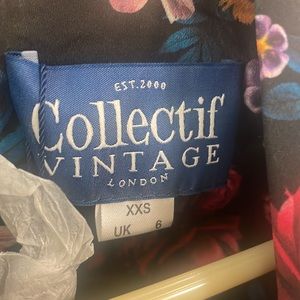 EST.2000
Collectif
VINTAGE
LONDON
XXS
UK 6